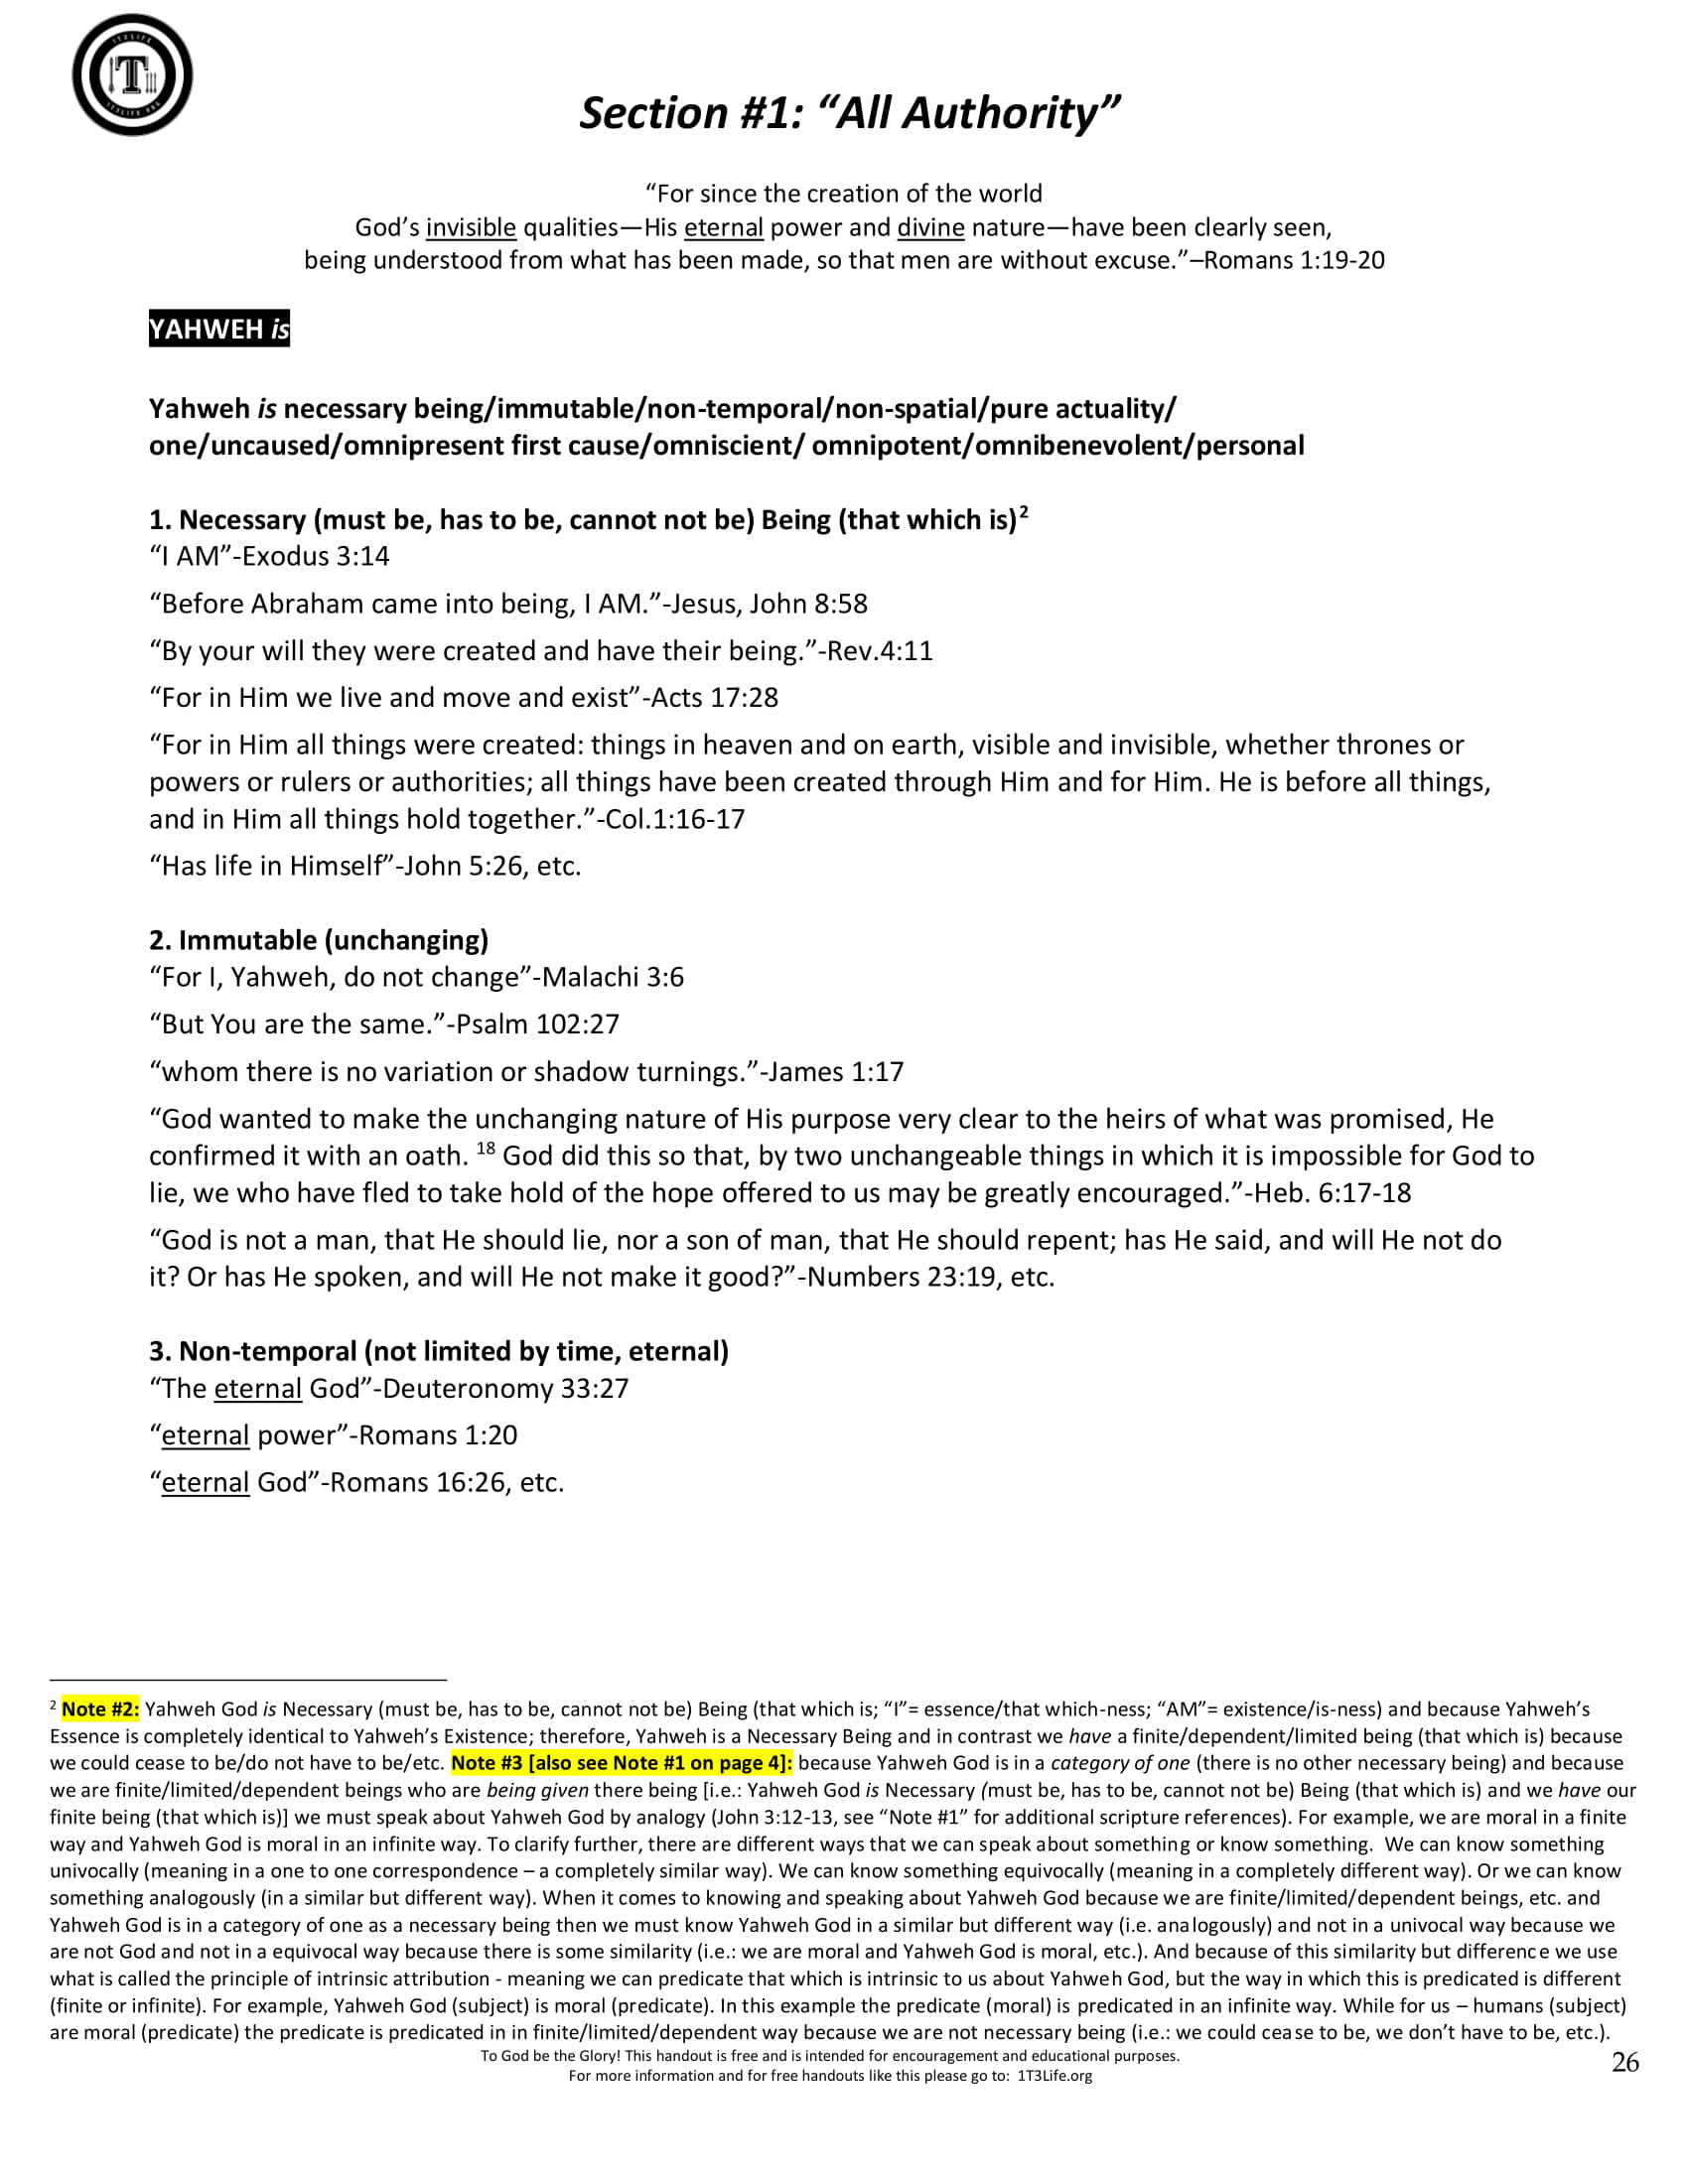 1T3LIFE
T
1T3LIFE.ORG
Section #1: “All Authority”
“For since the creation of the world
God’s invisible qualities—His eternal power and divine nature—have been clearly seen,
being understood from what has been made, so that men are without excuse.”–Romans 1:19-20
YAHWEH is
Yahweh is necessary being/immutable/non-temporal/non-spatial/pure actuality/
one/uncaused/omnipresent first cause/omniscient/ omnipotent/omnibenevolent/personal
1. Necessary (must be, has to be, cannot not be) Being (that which is)²
“I AM”-Exodus 3:14
“Before Abraham came into being, I AM.”-Jesus, John 8:58
“By your will they were created and have their being.”-Rev.4:11
“For in Him we live and move and exist”-Acts 17:28
“For in Him all things were created: things in heaven and on earth, visible and invisible, whether thrones or
powers or rulers or authorities; all things have been created through Him and for Him. He is before all things,
and in Him all things hold together.”-Col.1:16-17
“Has life in Himself”-John 5:26, etc.
2. Immutable (unchanging)
“For I, Yahweh, do not change”-Malachi 3:6
“But You are the same.”-Psalm 102:27
“whom there is no variation or shadow turnings.”-James 1:17
“God wanted to make the unchanging nature of His purpose very clear to the heirs of what was promised, He
confirmed it with an oath. ¹⁸ God did this so that, by two unchangeable things in which it is impossible for God to
lie, we who have fled to take hold of the hope offered to us may be greatly encouraged.”-Heb. 6:17-18
“God is not a man, that He should lie, nor a son of man, that He should repent; has He said, and will He not do
it? Or has He spoken, and will He not make it good?”-Numbers 23:19, etc.
3. Non-temporal (not limited by time, eternal)
“The eternal God”-Deuteronomy 33:27
“eternal power”-Romans 1:20
“eternal God”-Romans 16:26, etc.
² Note #2: Yahweh God is Necessary (must be, has to be, cannot not be) Being (that which is; “I”= essence/that which-ness; “AM”= existence/is-ness) and because Yahweh’s
Essence is completely identical to Yahweh’s Existence; therefore, Yahweh is a Necessary Being and in contrast we have a finite/dependent/limited being (that which is) because
we could cease to be/do not have to be/etc. Note #3 [also see Note #1 on page 4]: because Yahweh God is in a category of one (there is no other necessary being) and because
we are finite/limited/dependent beings who are being given there being [i.e.: Yahweh God is Necessary (must be, has to be, cannot not be) Being (that which is) and we have our
finite being (that which is)] we must speak about Yahweh God by analogy (John 3:12-13, see “Note #1” for additional scripture references). For example, we are moral in a finite
way and Yahweh God is moral in an infinite way. To clarify further, there are different ways that we can speak about something or know something. We can know something
univocally (meaning in a one to one correspondence – a completely similar way). We can know something equivocally (meaning in a completely different way). Or we can know
something analogously (in a similar but different way). When it comes to knowing and speaking about Yahweh God because we are finite/limited/dependent beings, etc. and
Yahweh God is in a category of one as a necessary being then we must know Yahweh God in a similar but different way (i.e. analogously) and not in a univocal way because we
are not God and not in a equivocal way because there is some similarity (i.e.: we are moral and Yahweh God is moral, etc.). And because of this similarity but difference we use
what is called the principle of intrinsic attribution - meaning we can predicate that which is intrinsic to us about Yahweh God, but the way in which this is predicated is different
(finite or infinite). For example, Yahweh God (subject) is moral (predicate). In this example the predicate (moral) is predicated in an infinite way. While for us – humans (subject)
are moral (predicate) the predicate is predicated in in finite/limited/dependent way because we are not necessary being (i.e.: we could cease to be, we don’t have to be, etc.).
To God be the Glory! This handout is free and is intended for encouragement and educational purposes.
For more information and for free handouts like this please go to: 1T3Life.org
26